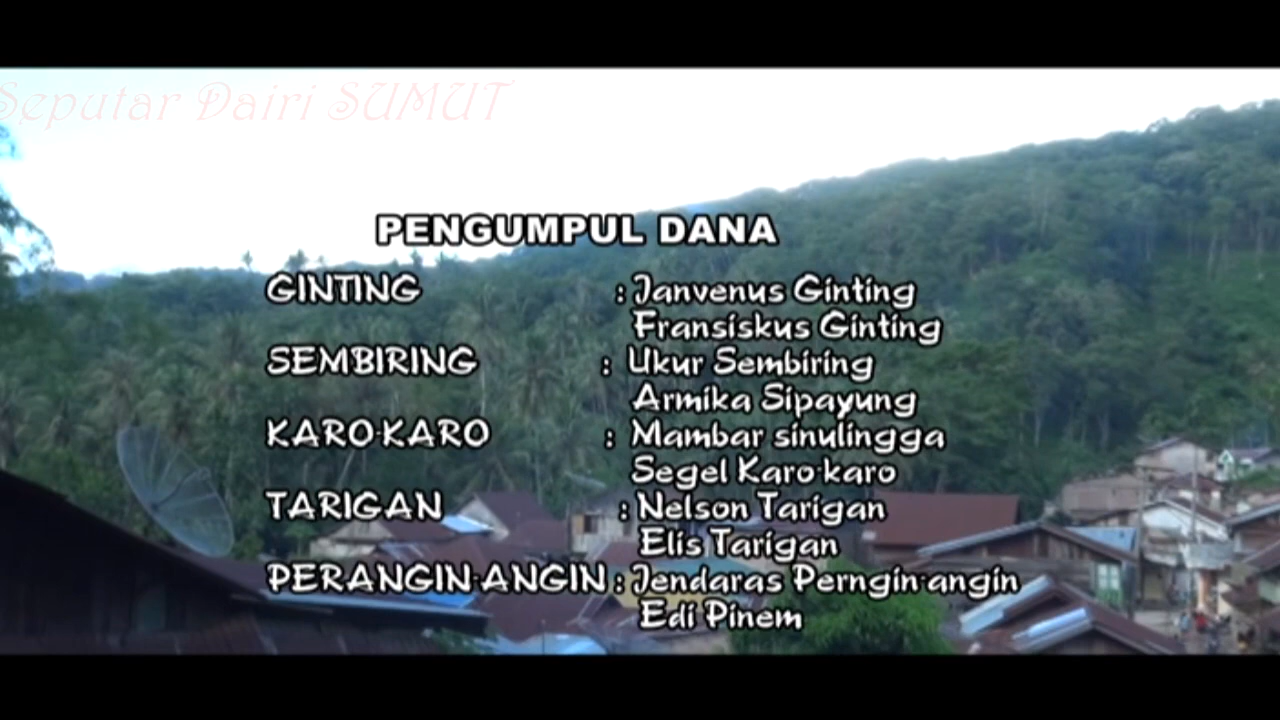 Seputar Dairi SUMUT
PENGUMPUL DANA
GINTING : Janvenus Ginting
Fransiskus Ginting
SEMBIRING : Ukur Sembiring
Armika Sipayung
KARO-KARO : Mambar sinulingga
Segel Karo-karo
TARIGAN : Nelson Tarigan
Elis Tarigan
PERANGIN-ANGIN : Jendaras Perngin-angin
Edi Pinem